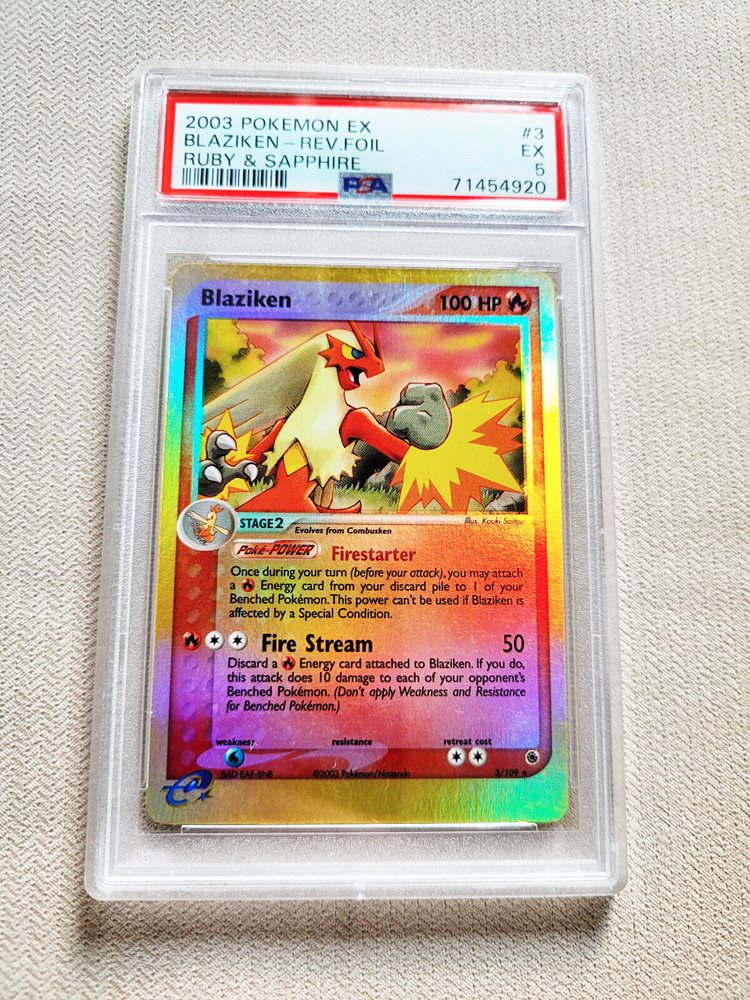 2003 POKEMON EX #3
BLAZIKEN - REV.FOIL EX
RUBY & SAPPHIRE 5
PSA 71454920
Blaziken 100 HP
STAGE2 Evolves from Combusken Illus. Kouki Saitou
Poké-POWER Firestarter
Once during your turn (before your attack), you may attach
a Energy card from your discard pile to 1 of your
Benched Pokémon. This power can't be used if Blaziken is
affected by a Special Condition.
Fire Stream 50
Discard a Energy card attached to Blaziken. If you do,
this attack does 10 damage to each of your opponent's
Benched Pokémon. (Don't apply Weakness and Resistance
for Benched Pokémon.)
weakness resistance retreat cost
BAD-EAF-BNB ©2003 Pokémon/Nintendo 3/109 ★
e